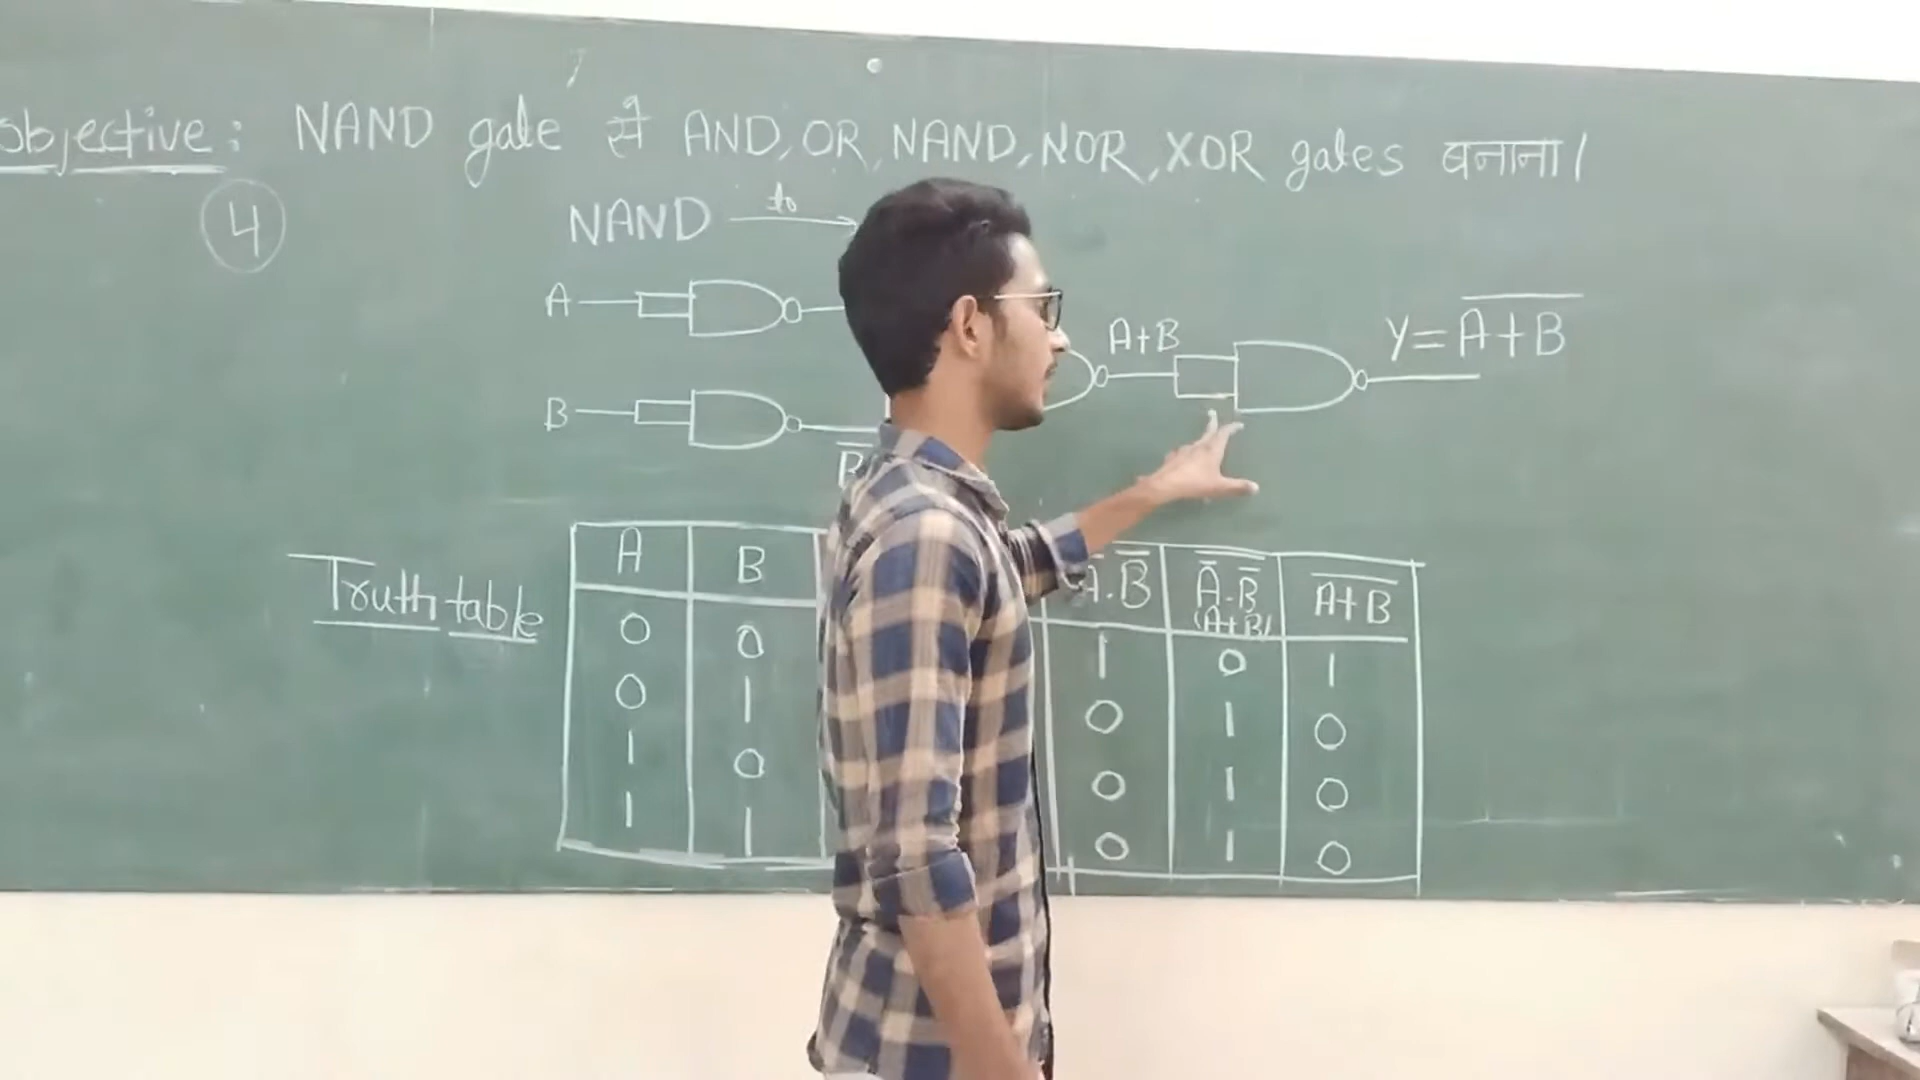 objective: NAND gate से AND, OR, NAND, NOR, XOR gates बनाना।
4
NAND to
A
B
A+B
Y = A̅+̅B̅
B̅
Truth table
A B A̅.B̅ A̅.B̅ (A+B) A̅+̅B̅
0 0 1 0 1
0 1 0 1 0
1 0 0 1 0
1 1 0 1 0